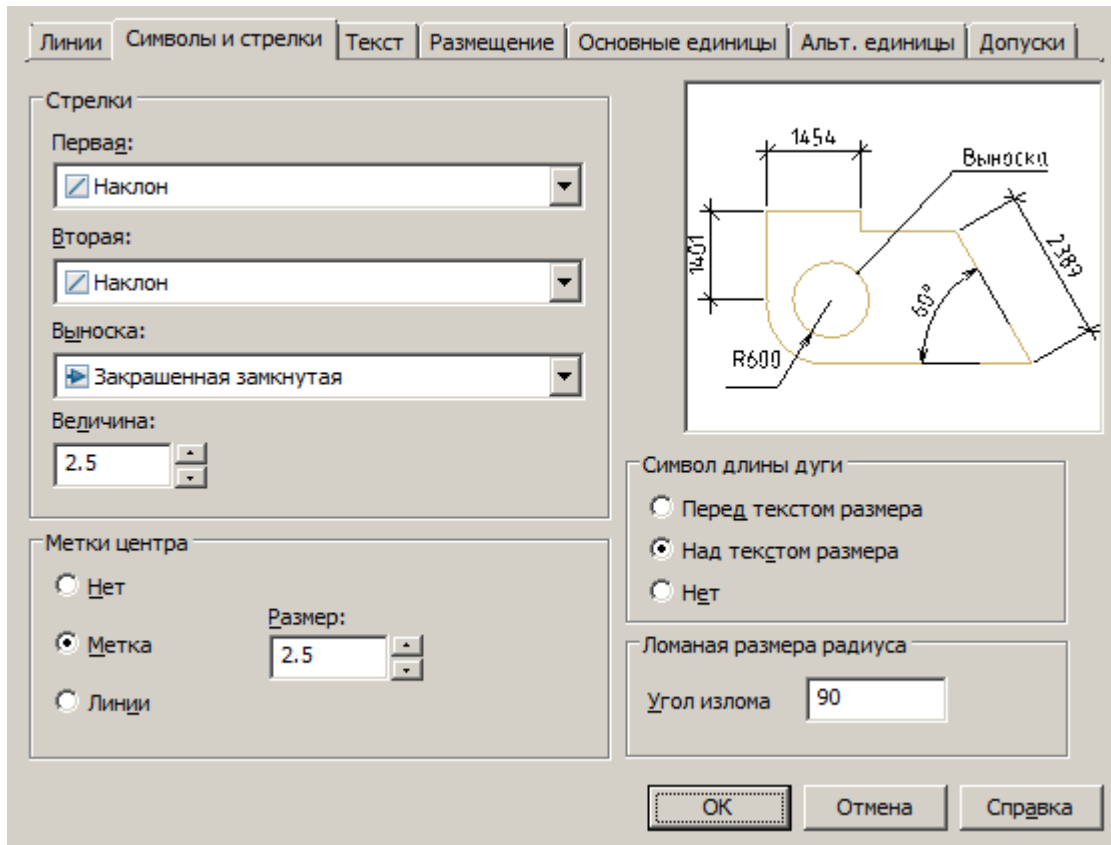 Линии
Символы и стрелки
Текст
Размещение
Основные единицы
Альт. единицы
Допуски
Стрелки
Первая:
Наклон
Вторая:
Наклон
Выноска:
Закрашенная замкнутая
Величина:
2.5
1454
Выноска
1401
2389
60°
R600
Метки центра
Нет
Метка
Линии
Размер:
2.5
Символ длины дуги
Перед текстом размера
Над текстом размера
Нет
Ломаная размера радиуса
Угол излома
90
OK
Отмена
Справка